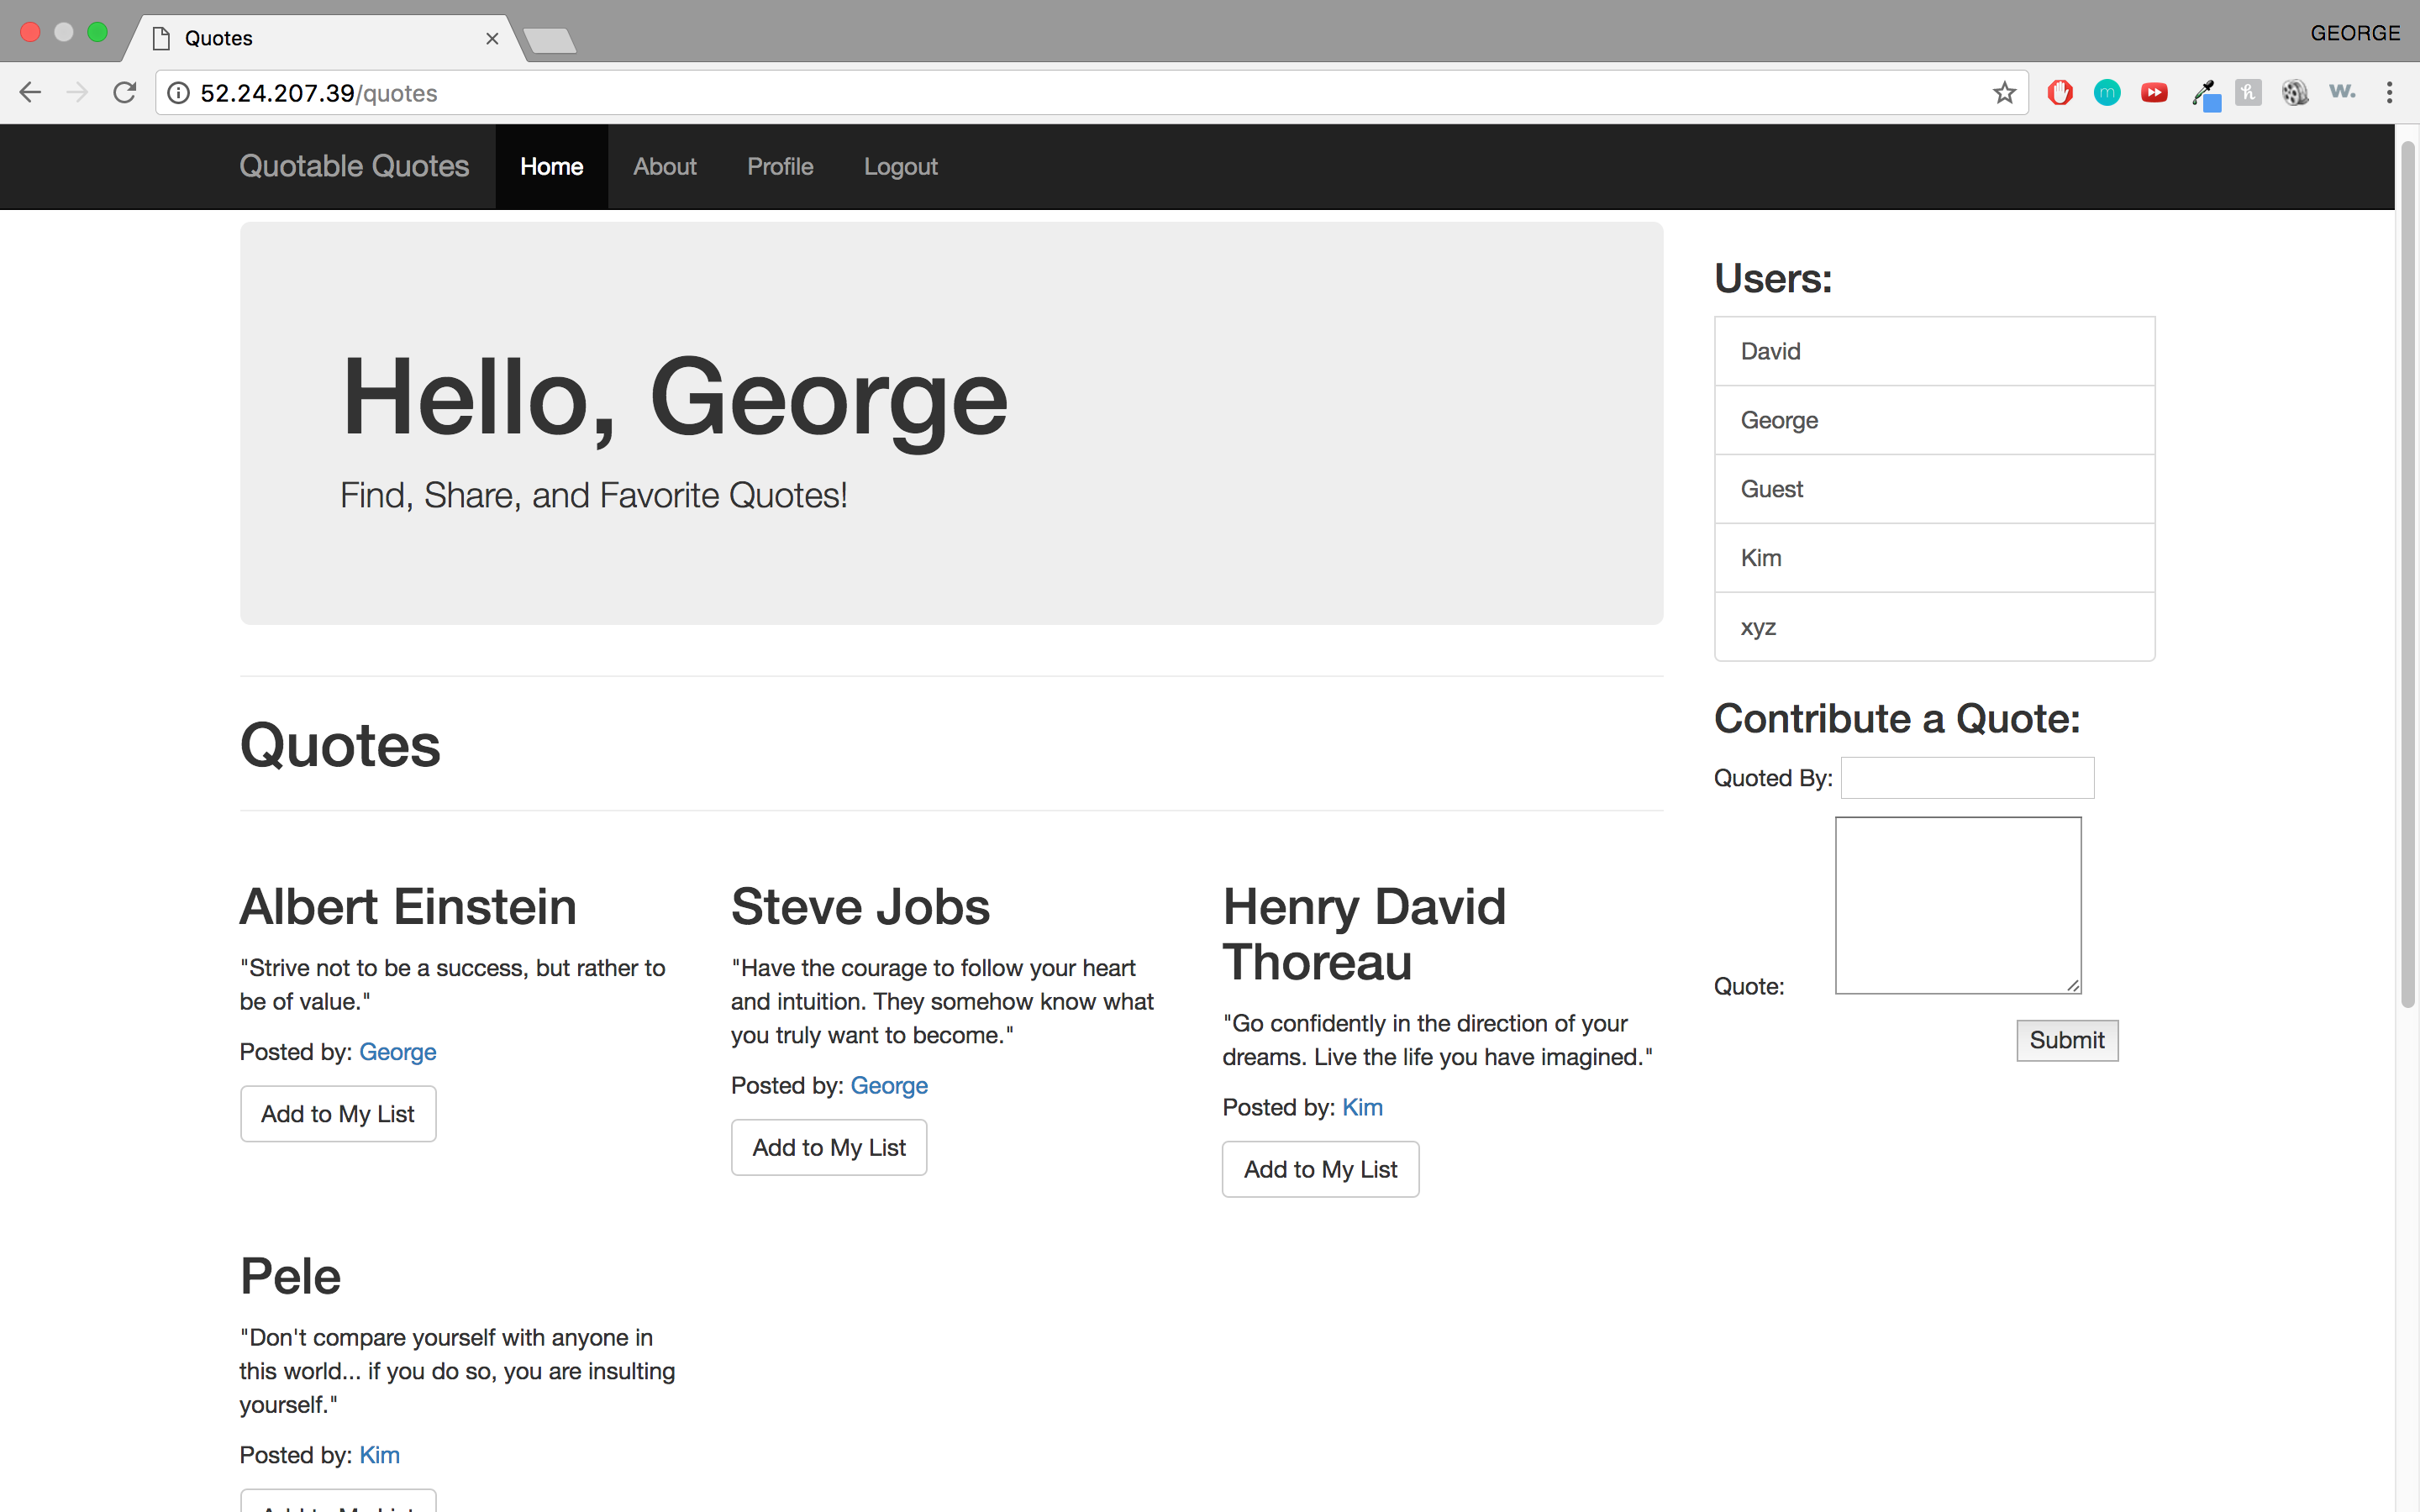 Quotes
GEORGE
52.24.207.39/quotes
Quotable Quotes Home About Profile Logout
Hello, George
Find, Share, and Favorite Quotes!
Users:
David
George
Guest
Kim
xyz
Contribute a Quote:
Quoted By:
Quote:
Submit
Quotes
Albert Einstein
"Strive not to be a success, but rather to
be of value."
Posted by: George
Add to My List
Steve Jobs
"Have the courage to follow your heart
and intuition. They somehow know what
you truly want to become."
Posted by: George
Add to My List
Henry David
Thoreau
"Go confidently in the direction of your
dreams. Live the life you have imagined."
Posted by: Kim
Add to My List
Pele
"Don't compare yourself with anyone in
this world... if you do so, you are insulting
yourself."
Posted by: Kim